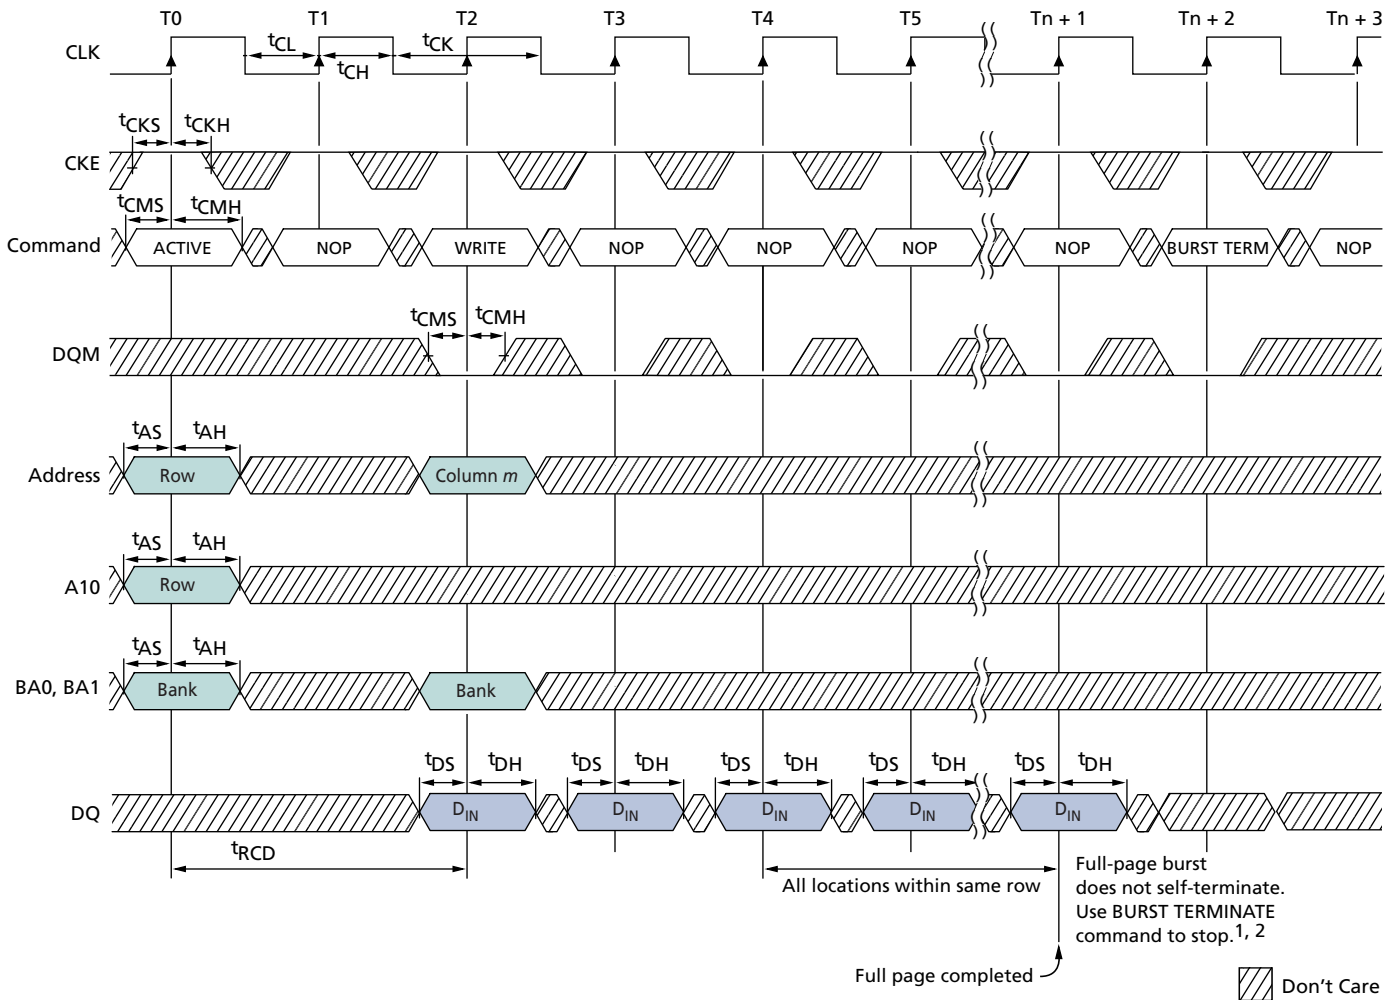 T0 T1 T2 T3 T4 T5 Tn + 1 Tn + 2 Tn + 3
CLK tCL tCH tCK
tCKS tCKH
CKE
tCMS tCMH
Command ACTIVE NOP WRITE NOP NOP NOP NOP BURST TERM NOP
tCMS tCMH
DQM
tAS tAH
Address Row Column m
tAS tAH
A10 Row
tAS tAH
BA0, BA1 Bank Bank
tDS tDH tDS tDH tDS tDH tDS tDH tDS tDH
DQ DIN DIN DIN DIN DIN
tRCD
All locations within same row
Full-page burst
does not self-terminate.
Use BURST TERMINATE
command to stop.1, 2
Full page completed
Don't Care